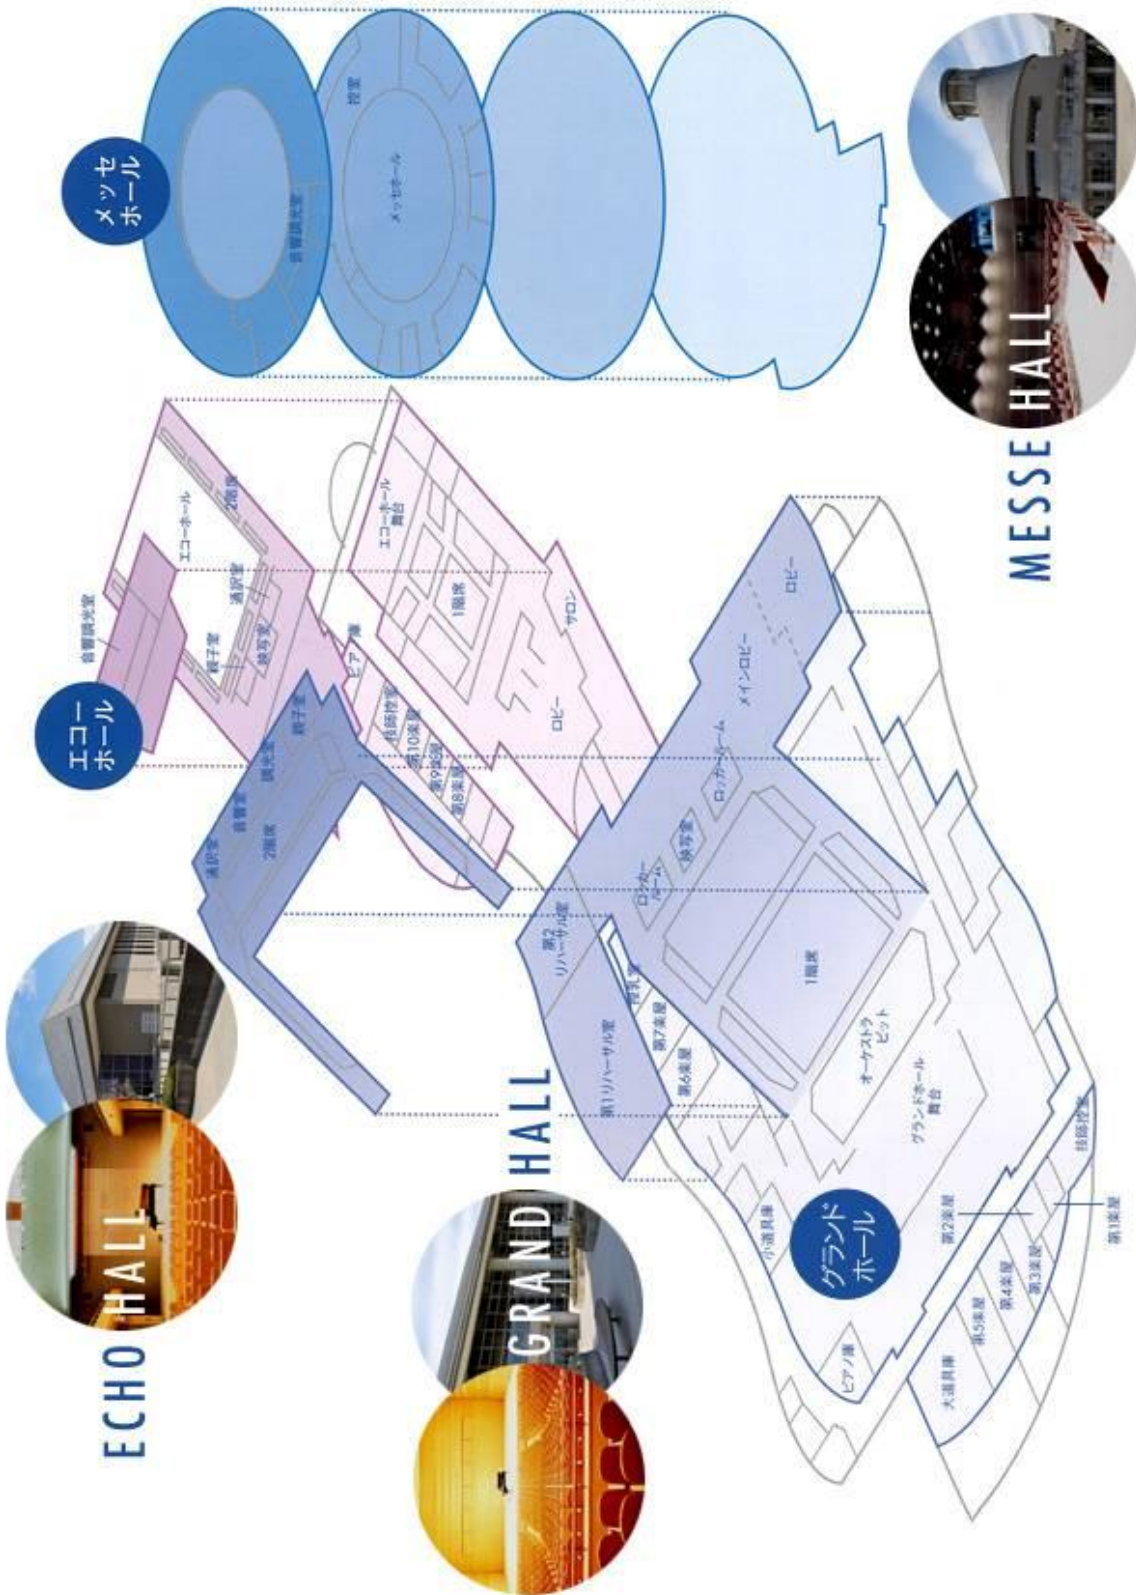 ECHO HALL
エコー
ホール
音響調光室
エコーホール
2階席
親子室
映写室
通訳室
ピアノ庫
技師控室
第10楽屋
第9楽屋
第8楽屋
エコーホール
舞台
1階席
ロビー
サロン
メッセ
ホール
音響調光室
控室
メッセホール
MESSE HALL
GRAND HALL
グランド
ホール
通訳室
音響室
調光室
親子室
2階席
第2
リハーサル室
第1リハーサル室
授乳室
第7楽屋
第6楽屋
ロッカー
ルーム
映写室
ロッカールーム
メインロビー
ロビー
1階席
オーケストラ
ピット
グランドホール
舞台
小道具庫
ピアノ庫
大道具庫
第5楽屋
第4楽屋
第3楽屋
第2楽屋
第1楽屋
技師控室